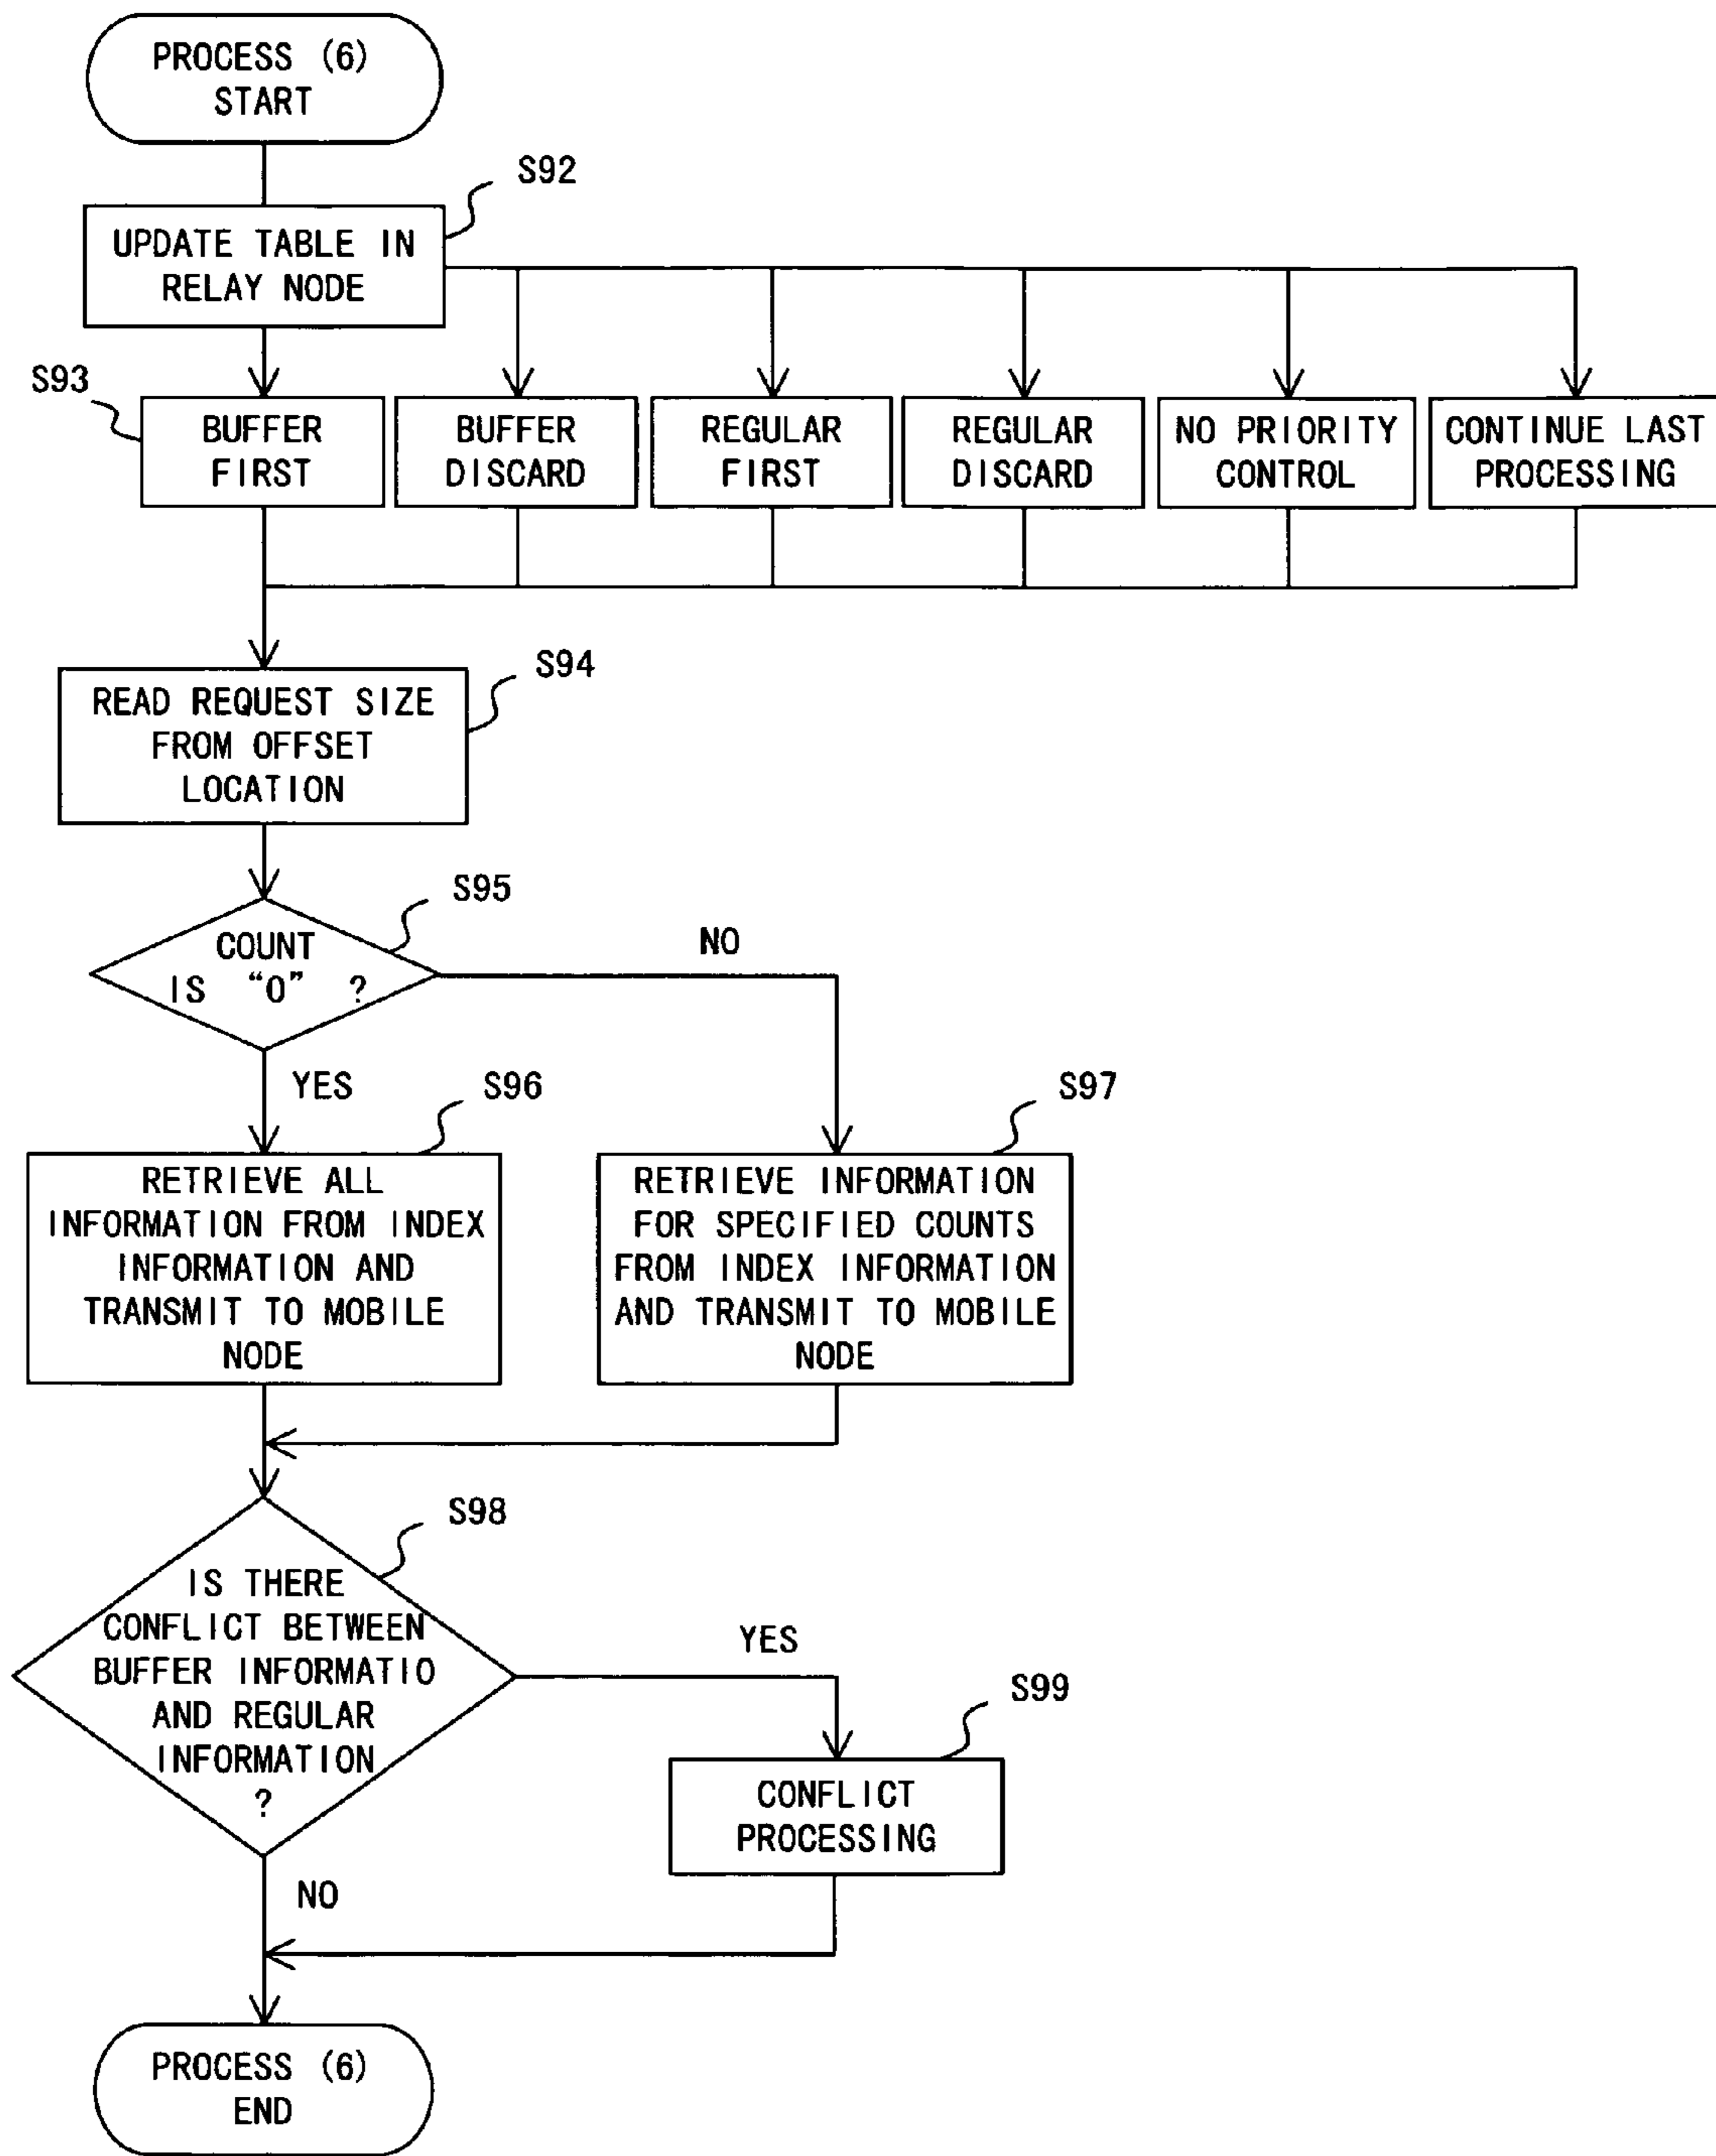 PROCESS (6)
START
S92
UPDATE TABLE IN
RELAY NODE
S93
BUFFER
FIRST
BUFFER
DISCARD
REGULAR
FIRST
REGULAR
DISCARD
NO PRIORITY
CONTROL
CONTINUE LAST
PROCESSING
S94
READ REQUEST SIZE
FROM OFFSET
LOCATION
S95
COUNT
IS “0” ?
NO
YES
S96
S97
RETRIEVE ALL
INFORMATION FROM INDEX
INFORMATION AND
TRANSMIT TO MOBILE
NODE
RETRIEVE INFORMATION
FOR SPECIFIED COUNTS
FROM INDEX INFORMATION
AND TRANSMIT TO MOBILE
NODE
S98
IS THERE
CONFLICT BETWEEN
BUFFER INFORMATIO
AND REGULAR
INFORMATION
?
YES
S99
CONFLICT
PROCESSING
NO
PROCESS (6)
END